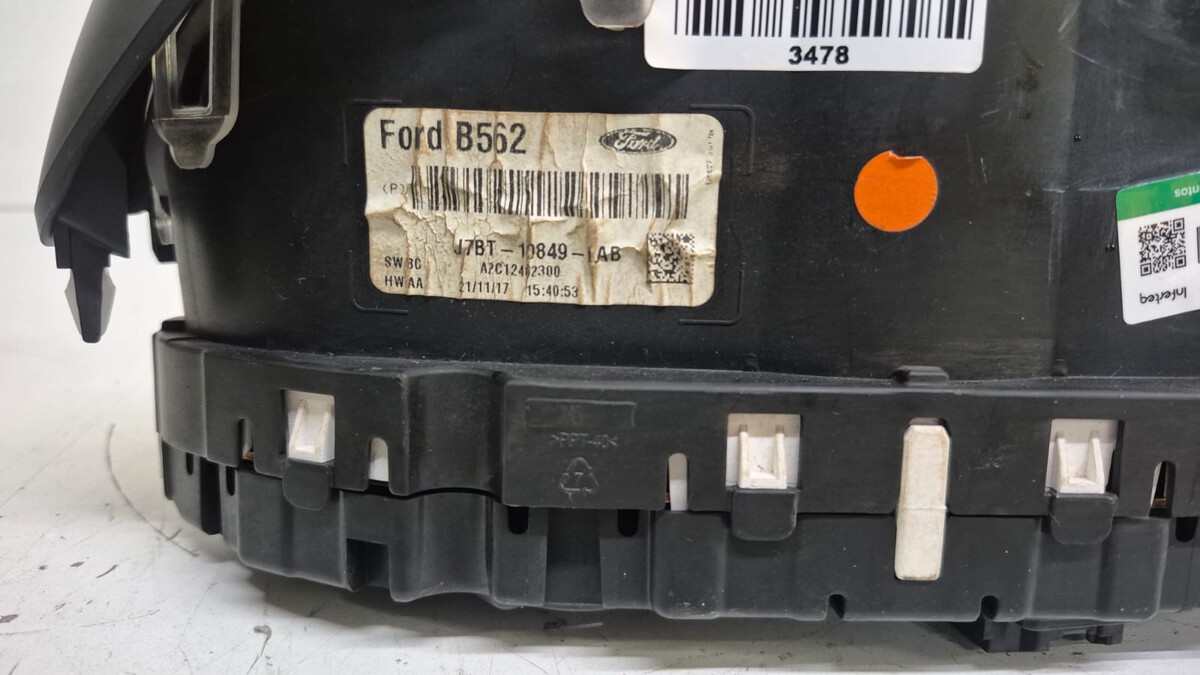 3478
Ford B562
Ford
(P)
J7BT-10849-LAB
SW BC
A2C12402300
HW AA
21/11/17 15:40:53
Inferteq
>PPT-40<
7